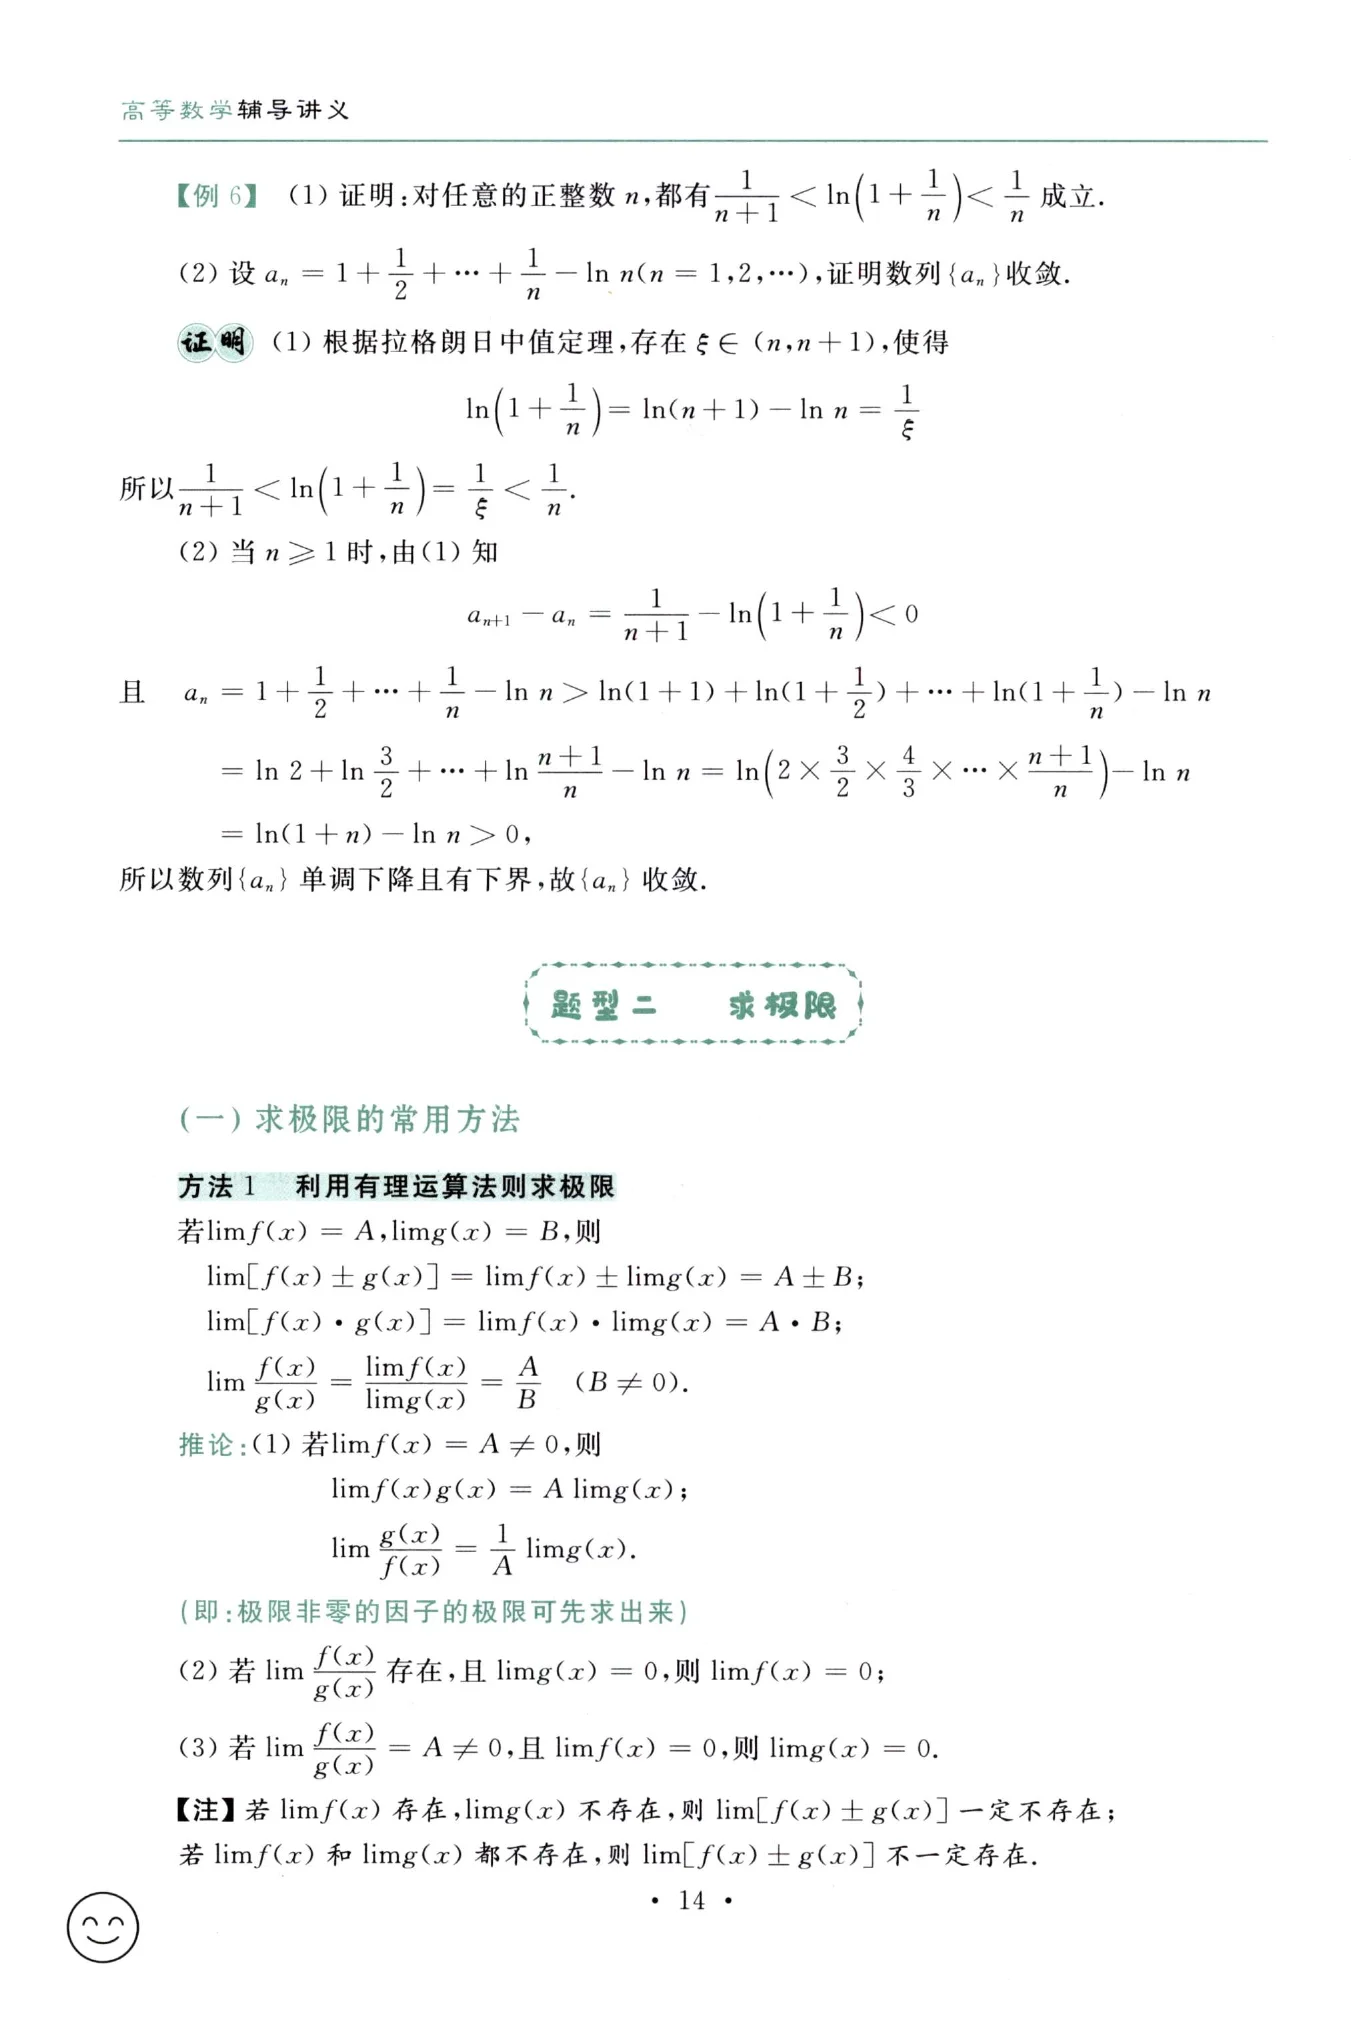 高等数学辅导讲义
【例 6】 (1) 证明:对任意的正整数 n,都有 $\frac{1}{n+1} < \ln\left(1+\frac{1}{n}\right) < \frac{1}{n}$ 成立.
(2) 设 $a_n = 1+\frac{1}{2}+\cdots+\frac{1}{n}-\ln n(n=1,2,\cdots)$,证明数列{$a_n$}收敛.
证明 (1) 根据拉格朗日中值定理,存在 $\xi \in (n,n+1)$,使得
$\ln\left(1+\frac{1}{n}\right) = \ln(n+1)-\ln n = \frac{1}{\xi}$
所以 $\frac{1}{n+1} < \ln\left(1+\frac{1}{n}\right) = \frac{1}{\xi} < \frac{1}{n}$.
(2) 当 $n \geqslant 1$ 时,由(1) 知
$a_{n+1}-a_n = \frac{1}{n+1}-\ln\left(1+\frac{1}{n}\right) < 0$
且 $a_n = 1+\frac{1}{2}+\cdots+\frac{1}{n}-\ln n > \ln(1+1)+\ln(1+\frac{1}{2})+\cdots+\ln(1+\frac{1}{n})-\ln n$
$= \ln 2+\ln\frac{3}{2}+\cdots+\ln\frac{n+1}{n}-\ln n = \ln\left(2\times\frac{3}{2}\times\frac{4}{3}\times\cdots\times\frac{n+1}{n}\right)-\ln n$
$= \ln(1+n)-\ln n > 0$,
所以数列{$a_n$} 单调下降且有下界,故{$a_n$} 收敛.
题型二 求极限
(一) 求极限的常用方法
方法 1 利用有理运算法则求极限
若 $\lim f(x) = A, \lim g(x) = B$,则
$\lim[f(x) \pm g(x)] = \lim f(x) \pm \lim g(x) = A \pm B$;
$\lim[f(x) \cdot g(x)] = \lim f(x) \cdot \lim g(x) = A \cdot B$;
$\lim\frac{f(x)}{g(x)} = \frac{\lim f(x)}{\lim g(x)} = \frac{A}{B}$ ($B \neq 0$).
推论:(1) 若 $\lim f(x) = A \neq 0$,则
$\lim f(x)g(x) = A \lim g(x)$;
$\lim\frac{g(x)}{f(x)} = \frac{1}{A}\lim g(x)$.
(即:极限非零的因子的极限可先求出来)
(2) 若 $\lim\frac{f(x)}{g(x)}$ 存在,且 $\lim g(x) = 0$,则 $\lim f(x) = 0$;
(3) 若 $\lim\frac{f(x)}{g(x)} = A \neq 0$,且 $\lim f(x) = 0$,则 $\lim g(x) = 0$.
【注】若 $\lim f(x)$ 存在,$\lim g(x)$ 不存在,则 $\lim[f(x) \pm g(x)]$ 一定不存在;
若 $\lim f(x)$ 和 $\lim g(x)$ 都不存在,则 $\lim[f(x) \pm g(x)]$ 不一定存在.
• 14 •